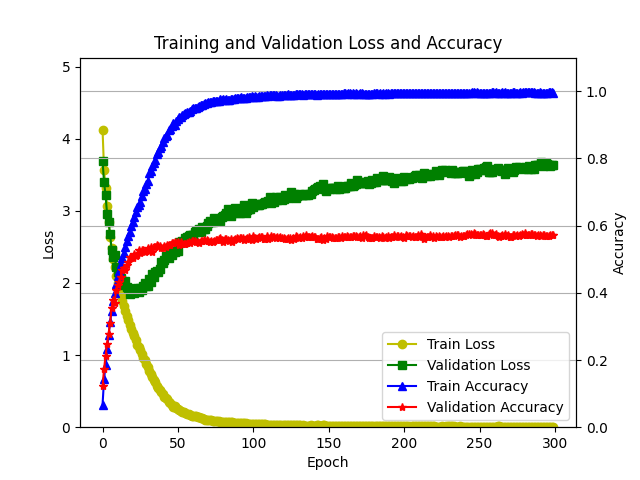 Training and Validation Loss and Accuracy
5
4
3
2
1
0
Loss
1.0
0.8
0.6
0.4
0.2
0.0
Accuracy
Train Loss
Validation Loss
Train Accuracy
Validation Accuracy
0 50 100 150 200 250 300
Epoch